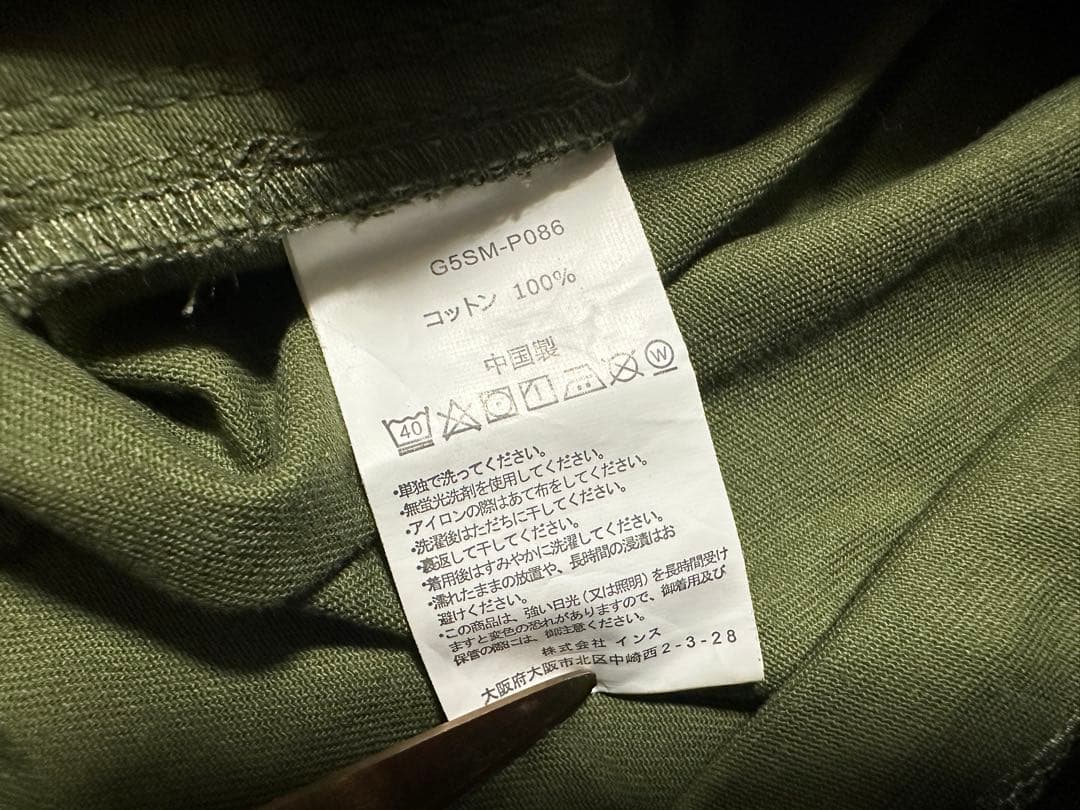 G5SM-P086
コットン 100%
中国製
40 W
・単独で洗ってください。
・無蛍光洗剤を使用してください。
・アイロンの際はあて布をしてください。
・洗濯後はただちに干してください。
・裏返して干してください。
・着用後はすみやかに洗濯してください。
・濡れたままの放置や、長時間の浸漬はお
避けください。
・この商品は、強い日光(又は照明)を長時間受け
ますと変色の恐れがありますので、御着用及び
保管の際には、御注意ください。
株式会社 インス
大阪府大阪市北区中崎西2-3-28